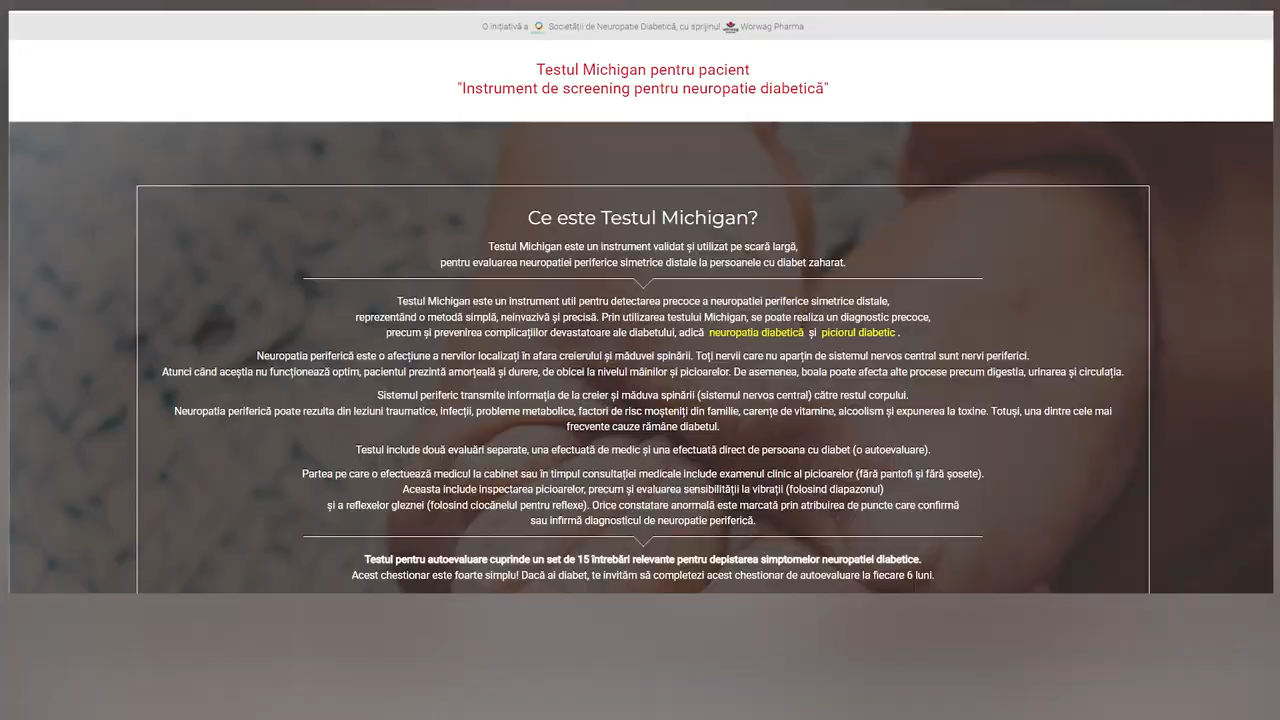 O inițiativă a Societății de Neuropatie Diabetică, cu sprijinul Worwag Pharma
Testul Michigan pentru pacient
"Instrument de screening pentru neuropatie diabetică"
Ce este Testul Michigan?
Testul Michigan este un instrument validat și utilizat pe scară largă,
pentru evaluarea neuropatiei periferice simetrice distale la persoanele cu diabet zaharat.
Testul Michigan este un instrument util pentru detectarea precoce a neuropatiei periferice simetrice distale,
reprezentând o metodă simplă, neinvazivă și precisă. Prin utilizarea testului Michigan, se poate realiza un diagnostic precoce,
precum și prevenirea complicațiilor devastatoare ale diabetului, adică neuropatia diabetică și piciorul diabetic .
Neuropatia periferică este o afecțiune a nervilor localizați în afara creierului și măduvei spinării. Toți nervii care nu aparțin de sistemul nervos central sunt nervi periferici.
Atunci când aceștia nu funcționează optim, pacientul prezintă amorțeală și durere, de obicei la nivelul mâinilor și picioarelor. De asemenea, boala poate afecta alte procese precum digestia, urinarea și circulația.
Sistemul periferic transmite informația de la creier și măduva spinării (sistemul nervos central) către restul corpului.
Neuropatia periferică poate rezulta din leziuni traumatice, infecții, probleme metabolice, factori de risc moșteniți din familie, carențe de vitamine, alcoolism și expunerea la toxine. Totuși, una dintre cele mai
frecvente cauze rămâne diabetul.
Testul include două evaluări separate, una efectuată de medic și una efectuată direct de persoana cu diabet (o autoevaluare).
Partea pe care o efectuează medicul la cabinet sau în timpul consultației medicale include examenul clinic al picioarelor (fără pantofi și fără șosete).
Aceasta include inspectarea picioarelor, precum și evaluarea sensibilității la vibrații (folosind diapazonul)
și a reflexelor gleznei (folosind ciocănelul pentru reflexe). Orice constatare anormală este marcată prin atribuirea de puncte care confirmă
sau infirmă diagnosticul de neuropatie periferică.
Testul pentru autoevaluare cuprinde un set de 15 întrebări relevante pentru depistarea simptomelor neuropatiei diabetice.
Acest chestionar este foarte simplu! Dacă ai diabet, te invităm să completezi acest chestionar de autoevaluare la fiecare 6 luni.